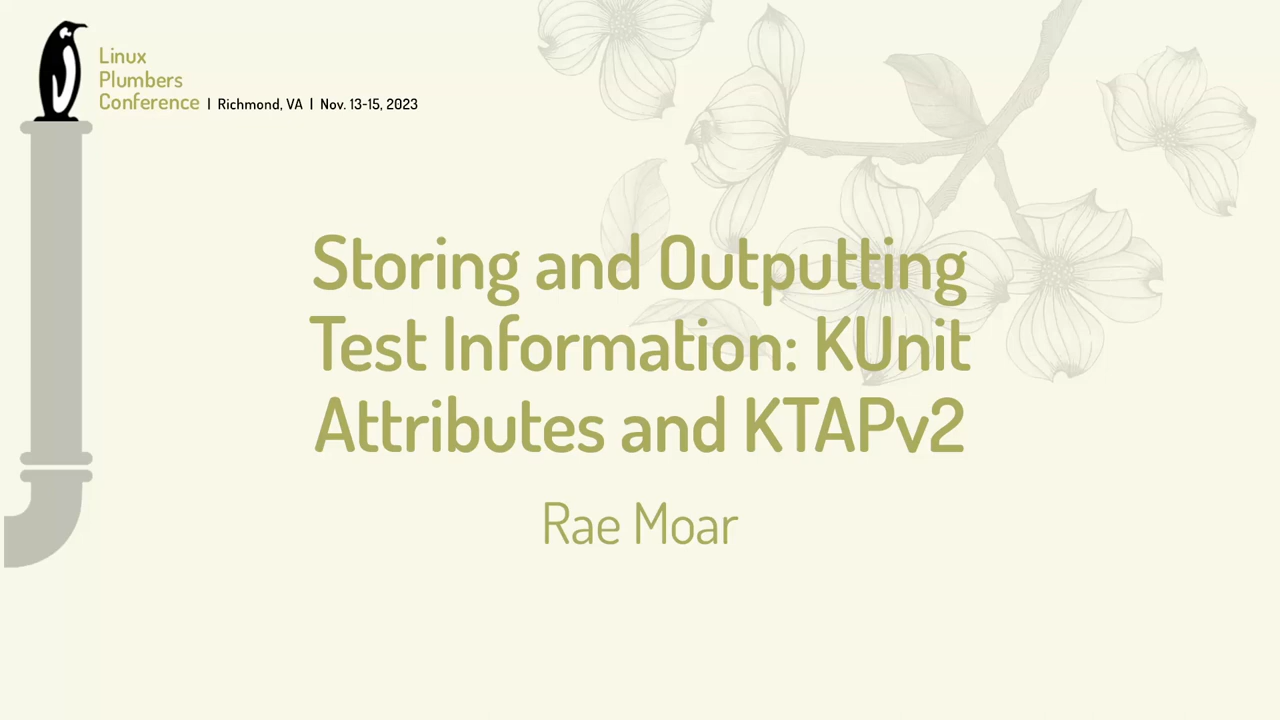 Linux
Plumbers
Conference | Richmond, VA | Nov. 13-15, 2023
Storing and Outputting
Test Information: KUnit
Attributes and KTAPv2
Rae Moar